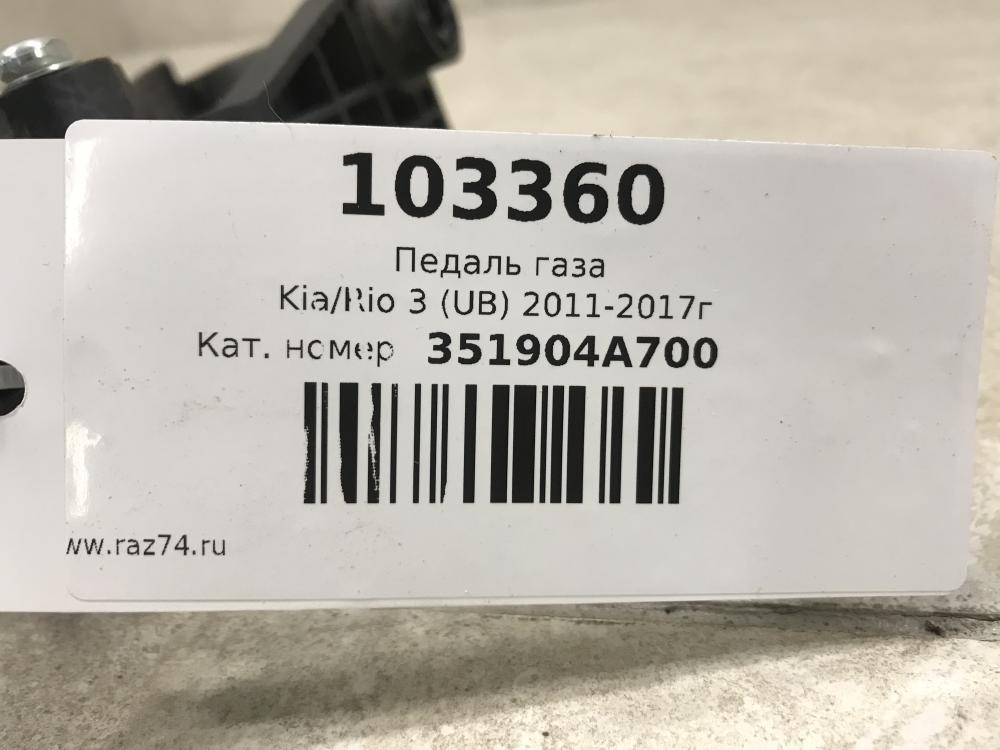 103360
Педаль газа
Kia/Rio 3 (UB) 2011-2017г
Кат. номер 351904A700
ww.raz74.ru